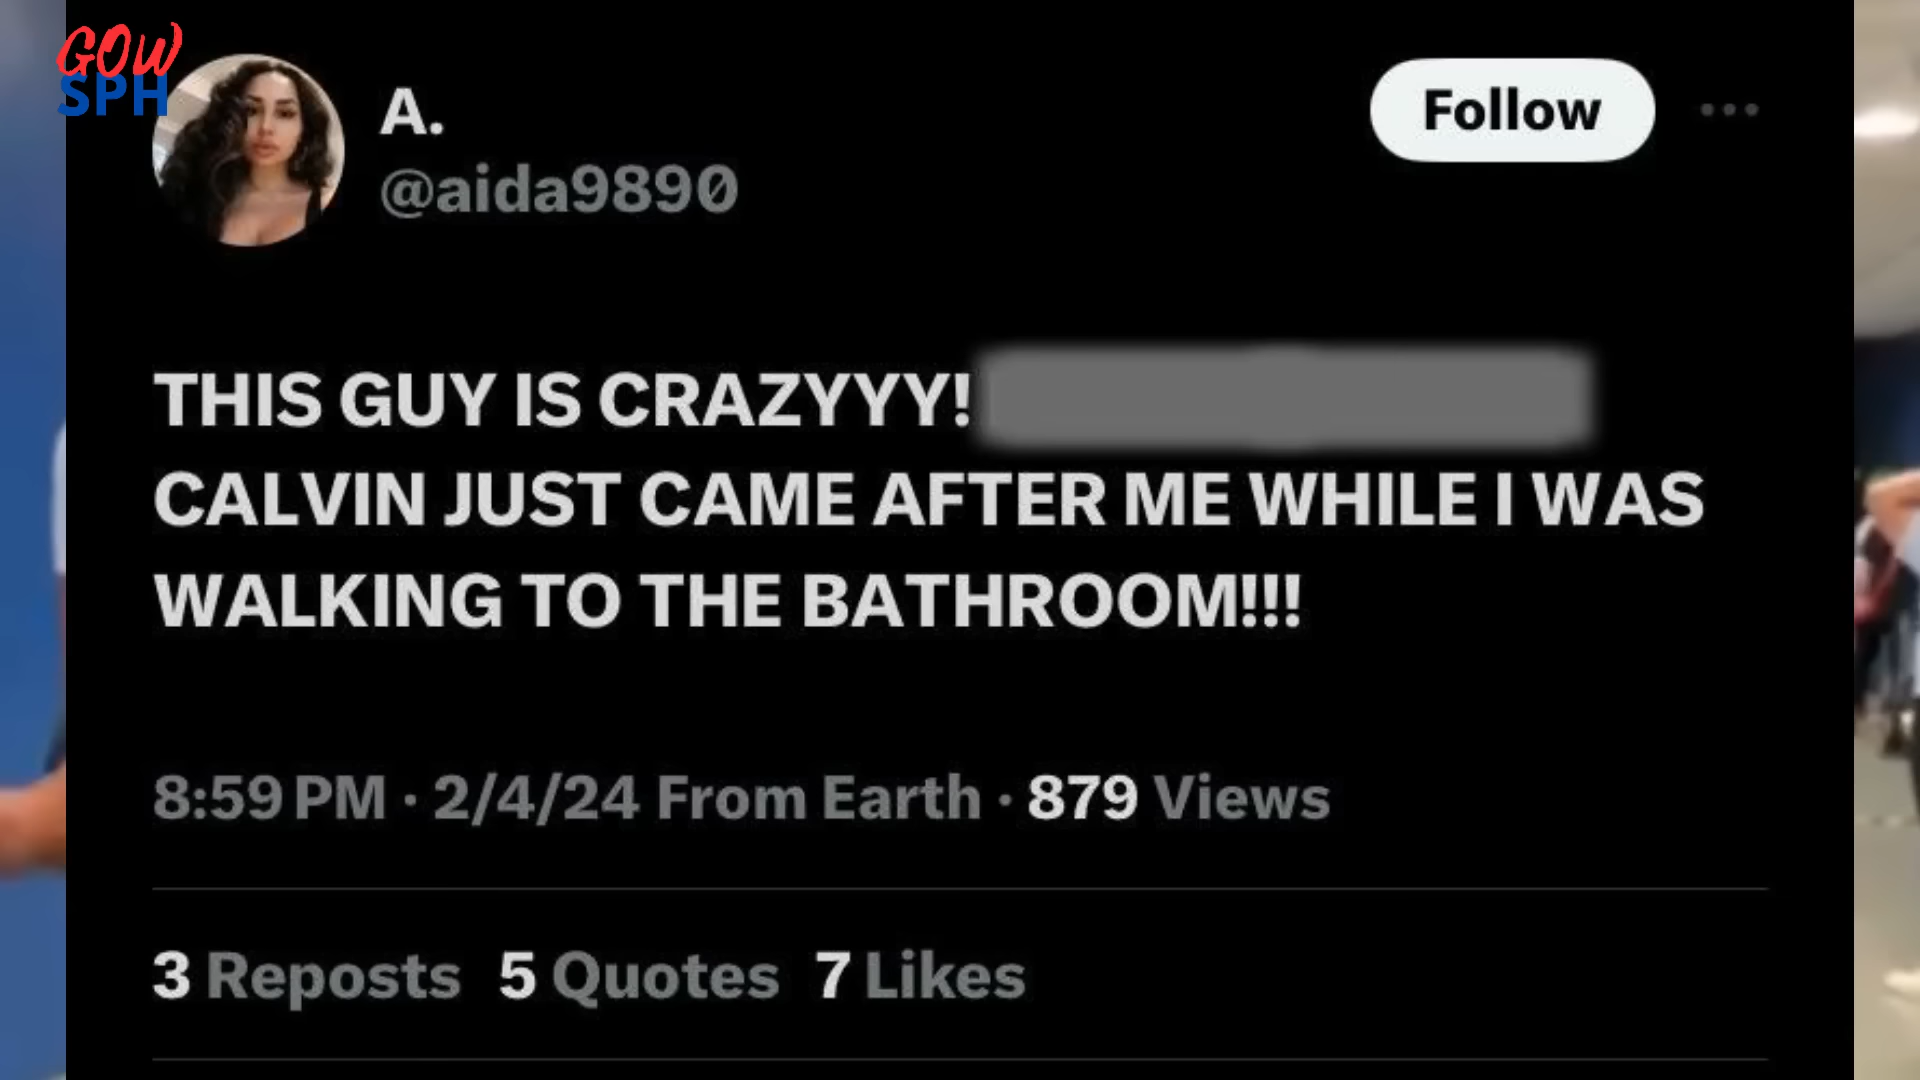 GOW
SPH
A.
@aida9890
Follow
THIS GUY IS CRAZYYY!
CALVIN JUST CAME AFTER ME WHILE I WAS
WALKING TO THE BATHROOM!!!
8:59 PM · 2/4/24 From Earth · 879 Views
3 Reposts 5 Quotes 7 Likes